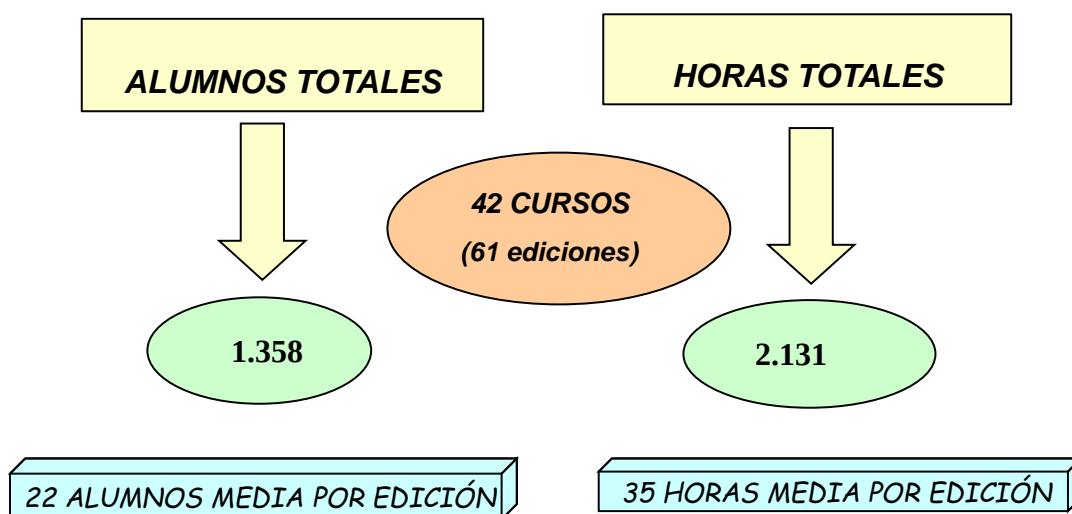 ALUMNOS TOTALES
HORAS TOTALES
42 CURSOS
(61 ediciones)
1.358
2.131
22 ALUMNOS MEDIA POR EDICIÓN
35 HORAS MEDIA POR EDICIÓN